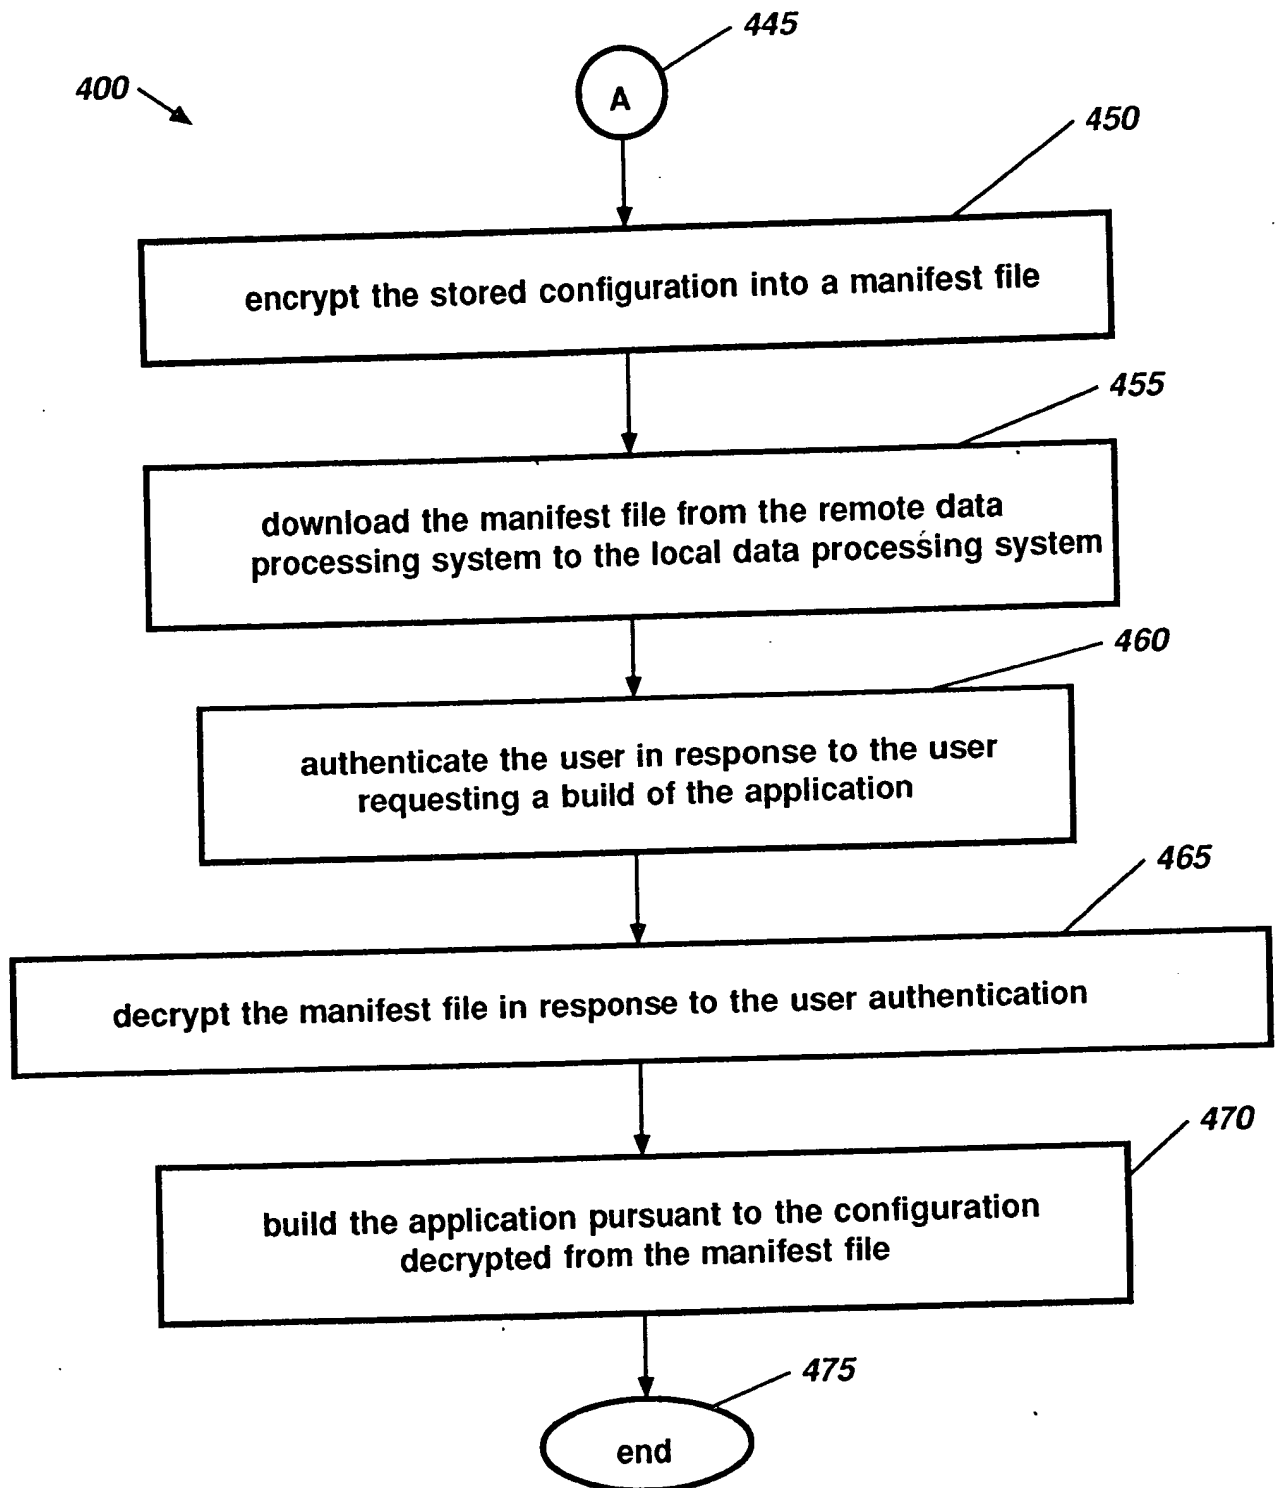 445
400
A
450
encrypt the stored configuration into a manifest file
455
download the manifest file from the remote data
processing system to the local data processing system
460
authenticate the user in response to the user
requesting a build of the application
465
decrypt the manifest file in response to the user authentication
470
build the application pursuant to the configuration
decrypted from the manifest file
475
end